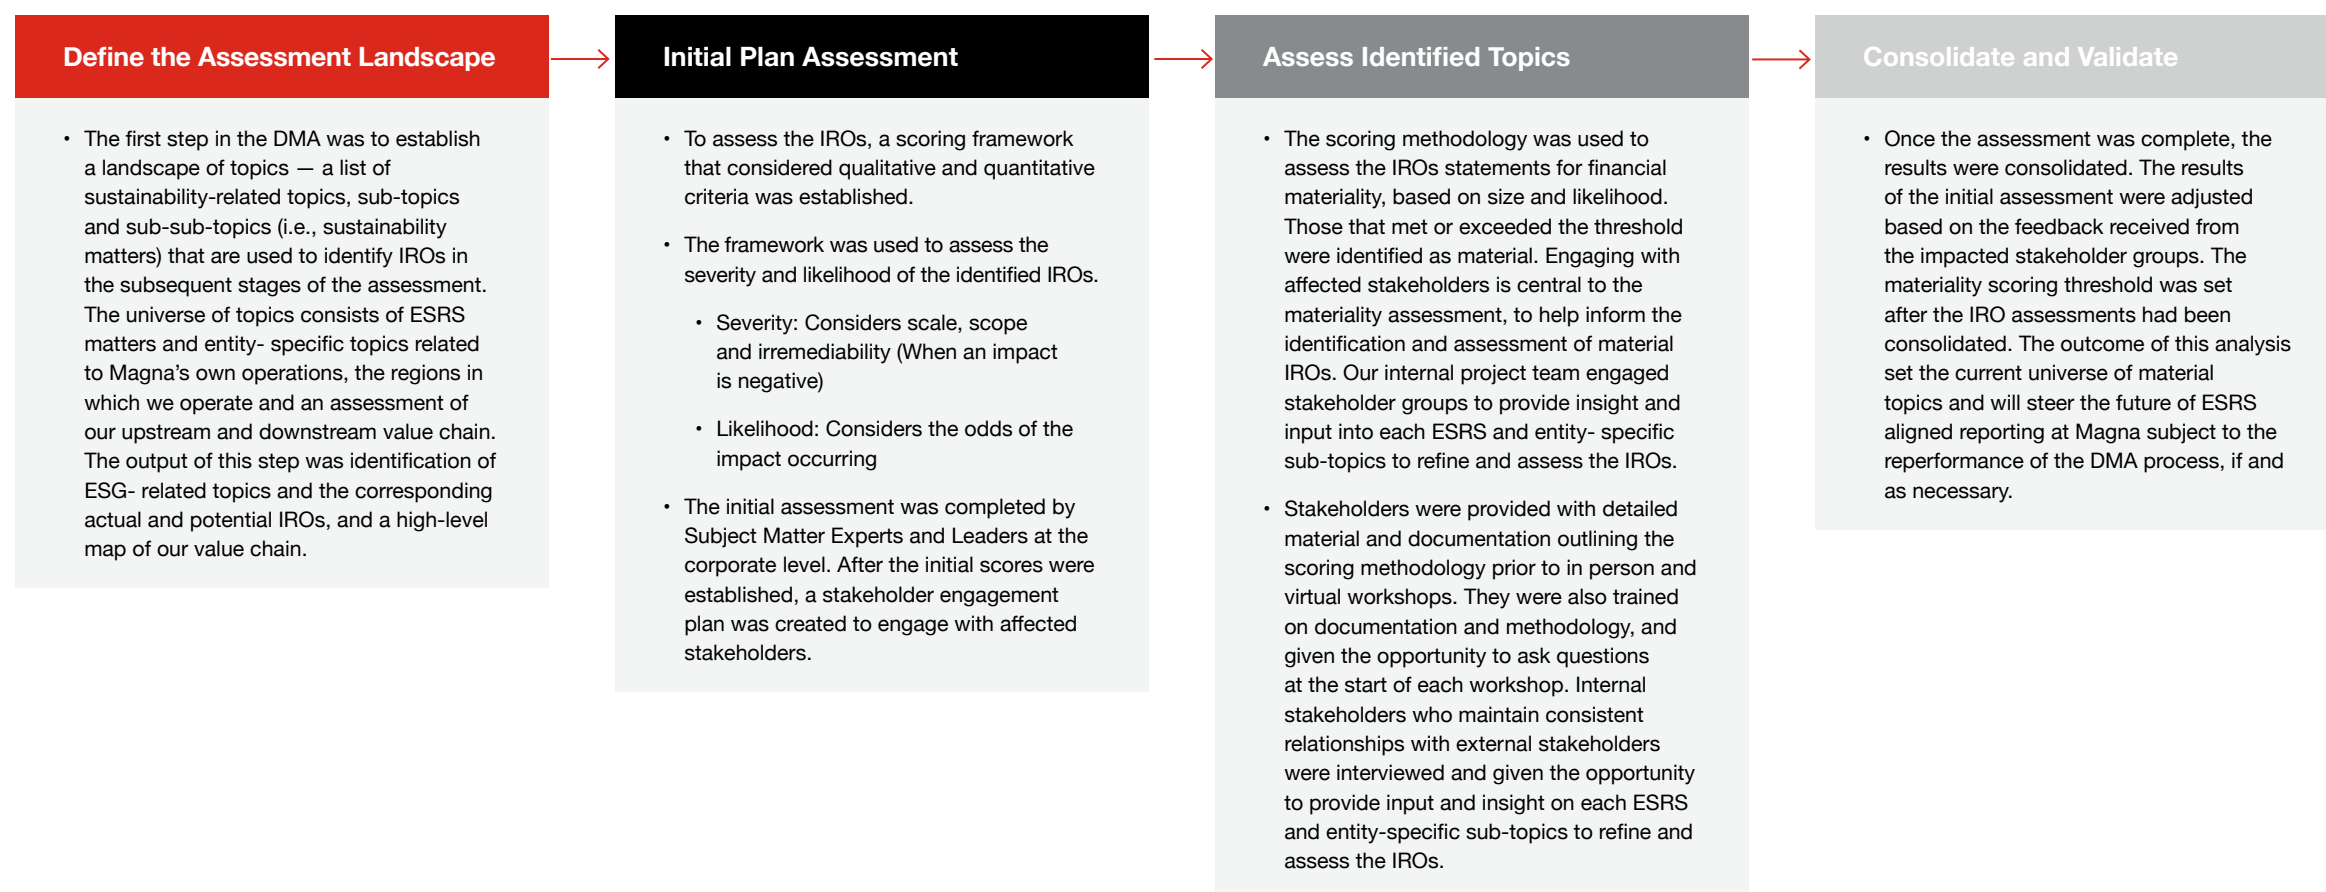 Define the Assessment Landscape
• The first step in the DMA was to establish
a landscape of topics — a list of
sustainability-related topics, sub-topics
and sub-sub-topics (i.e., sustainability
matters) that are used to identify IROs in
the subsequent stages of the assessment.
The universe of topics consists of ESRS
matters and entity- specific topics related
to Magna’s own operations, the regions in
which we operate and an assessment of
our upstream and downstream value chain.
The output of this step was identification of
ESG- related topics and the corresponding
actual and potential IROs, and a high-level
map of our value chain.
Initial Plan Assessment
• To assess the IROs, a scoring framework
that considered qualitative and quantitative
criteria was established.
• The framework was used to assess the
severity and likelihood of the identified IROs.
• Severity: Considers scale, scope
and irremediability (When an impact
is negative)
• Likelihood: Considers the odds of the
impact occurring
• The initial assessment was completed by
Subject Matter Experts and Leaders at the
corporate level. After the initial scores were
established, a stakeholder engagement
plan was created to engage with affected
stakeholders.
Assess Identified Topics
• The scoring methodology was used to
assess the IROs statements for financial
materiality, based on size and likelihood.
Those that met or exceeded the threshold
were identified as material. Engaging with
affected stakeholders is central to the
materiality assessment, to help inform the
identification and assessment of material
IROs. Our internal project team engaged
stakeholder groups to provide insight and
input into each ESRS and entity- specific
sub-topics to refine and assess the IROs.
• Stakeholders were provided with detailed
material and documentation outlining the
scoring methodology prior to in person and
virtual workshops. They were also trained
on documentation and methodology, and
given the opportunity to ask questions
at the start of each workshop. Internal
stakeholders who maintain consistent
relationships with external stakeholders
were interviewed and given the opportunity
to provide input and insight on each ESRS
and entity-specific sub-topics to refine and
assess the IROs.
Consolidate and Validate
• Once the assessment was complete, the
results were consolidated. The results
of the initial assessment were adjusted
based on the feedback received from
the impacted stakeholder groups. The
materiality scoring threshold was set
after the IRO assessments had been
consolidated. The outcome of this analysis
set the current universe of material
topics and will steer the future of ESRS
aligned reporting at Magna subject to the
reperformance of the DMA process, if and
as necessary.